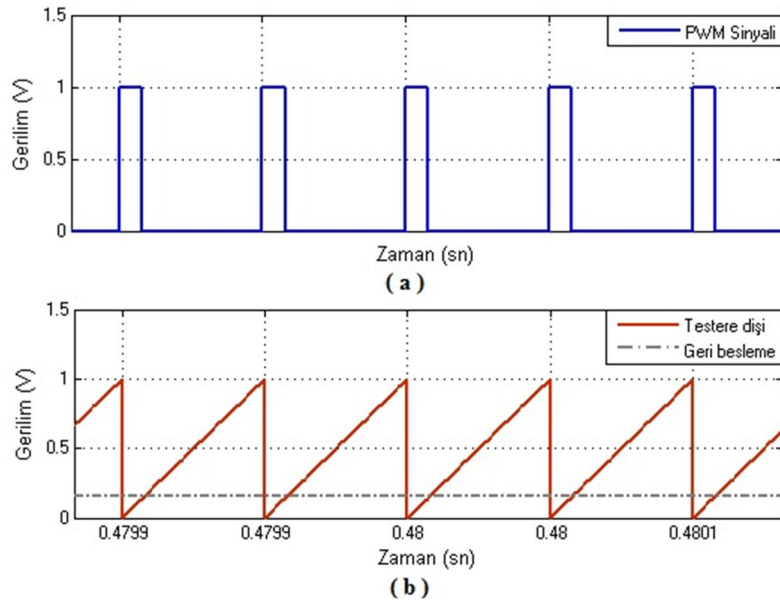 1.5
PWM Sinyali
1
Gerilim (V)
0.5
0
Zaman (sn)
( a )
1.5
Testere dişi
Geri besleme
1
Gerilim (V)
0.5
0
0.4799 0.4799 0.48 0.48 0.4801
Zaman (sn)
( b )